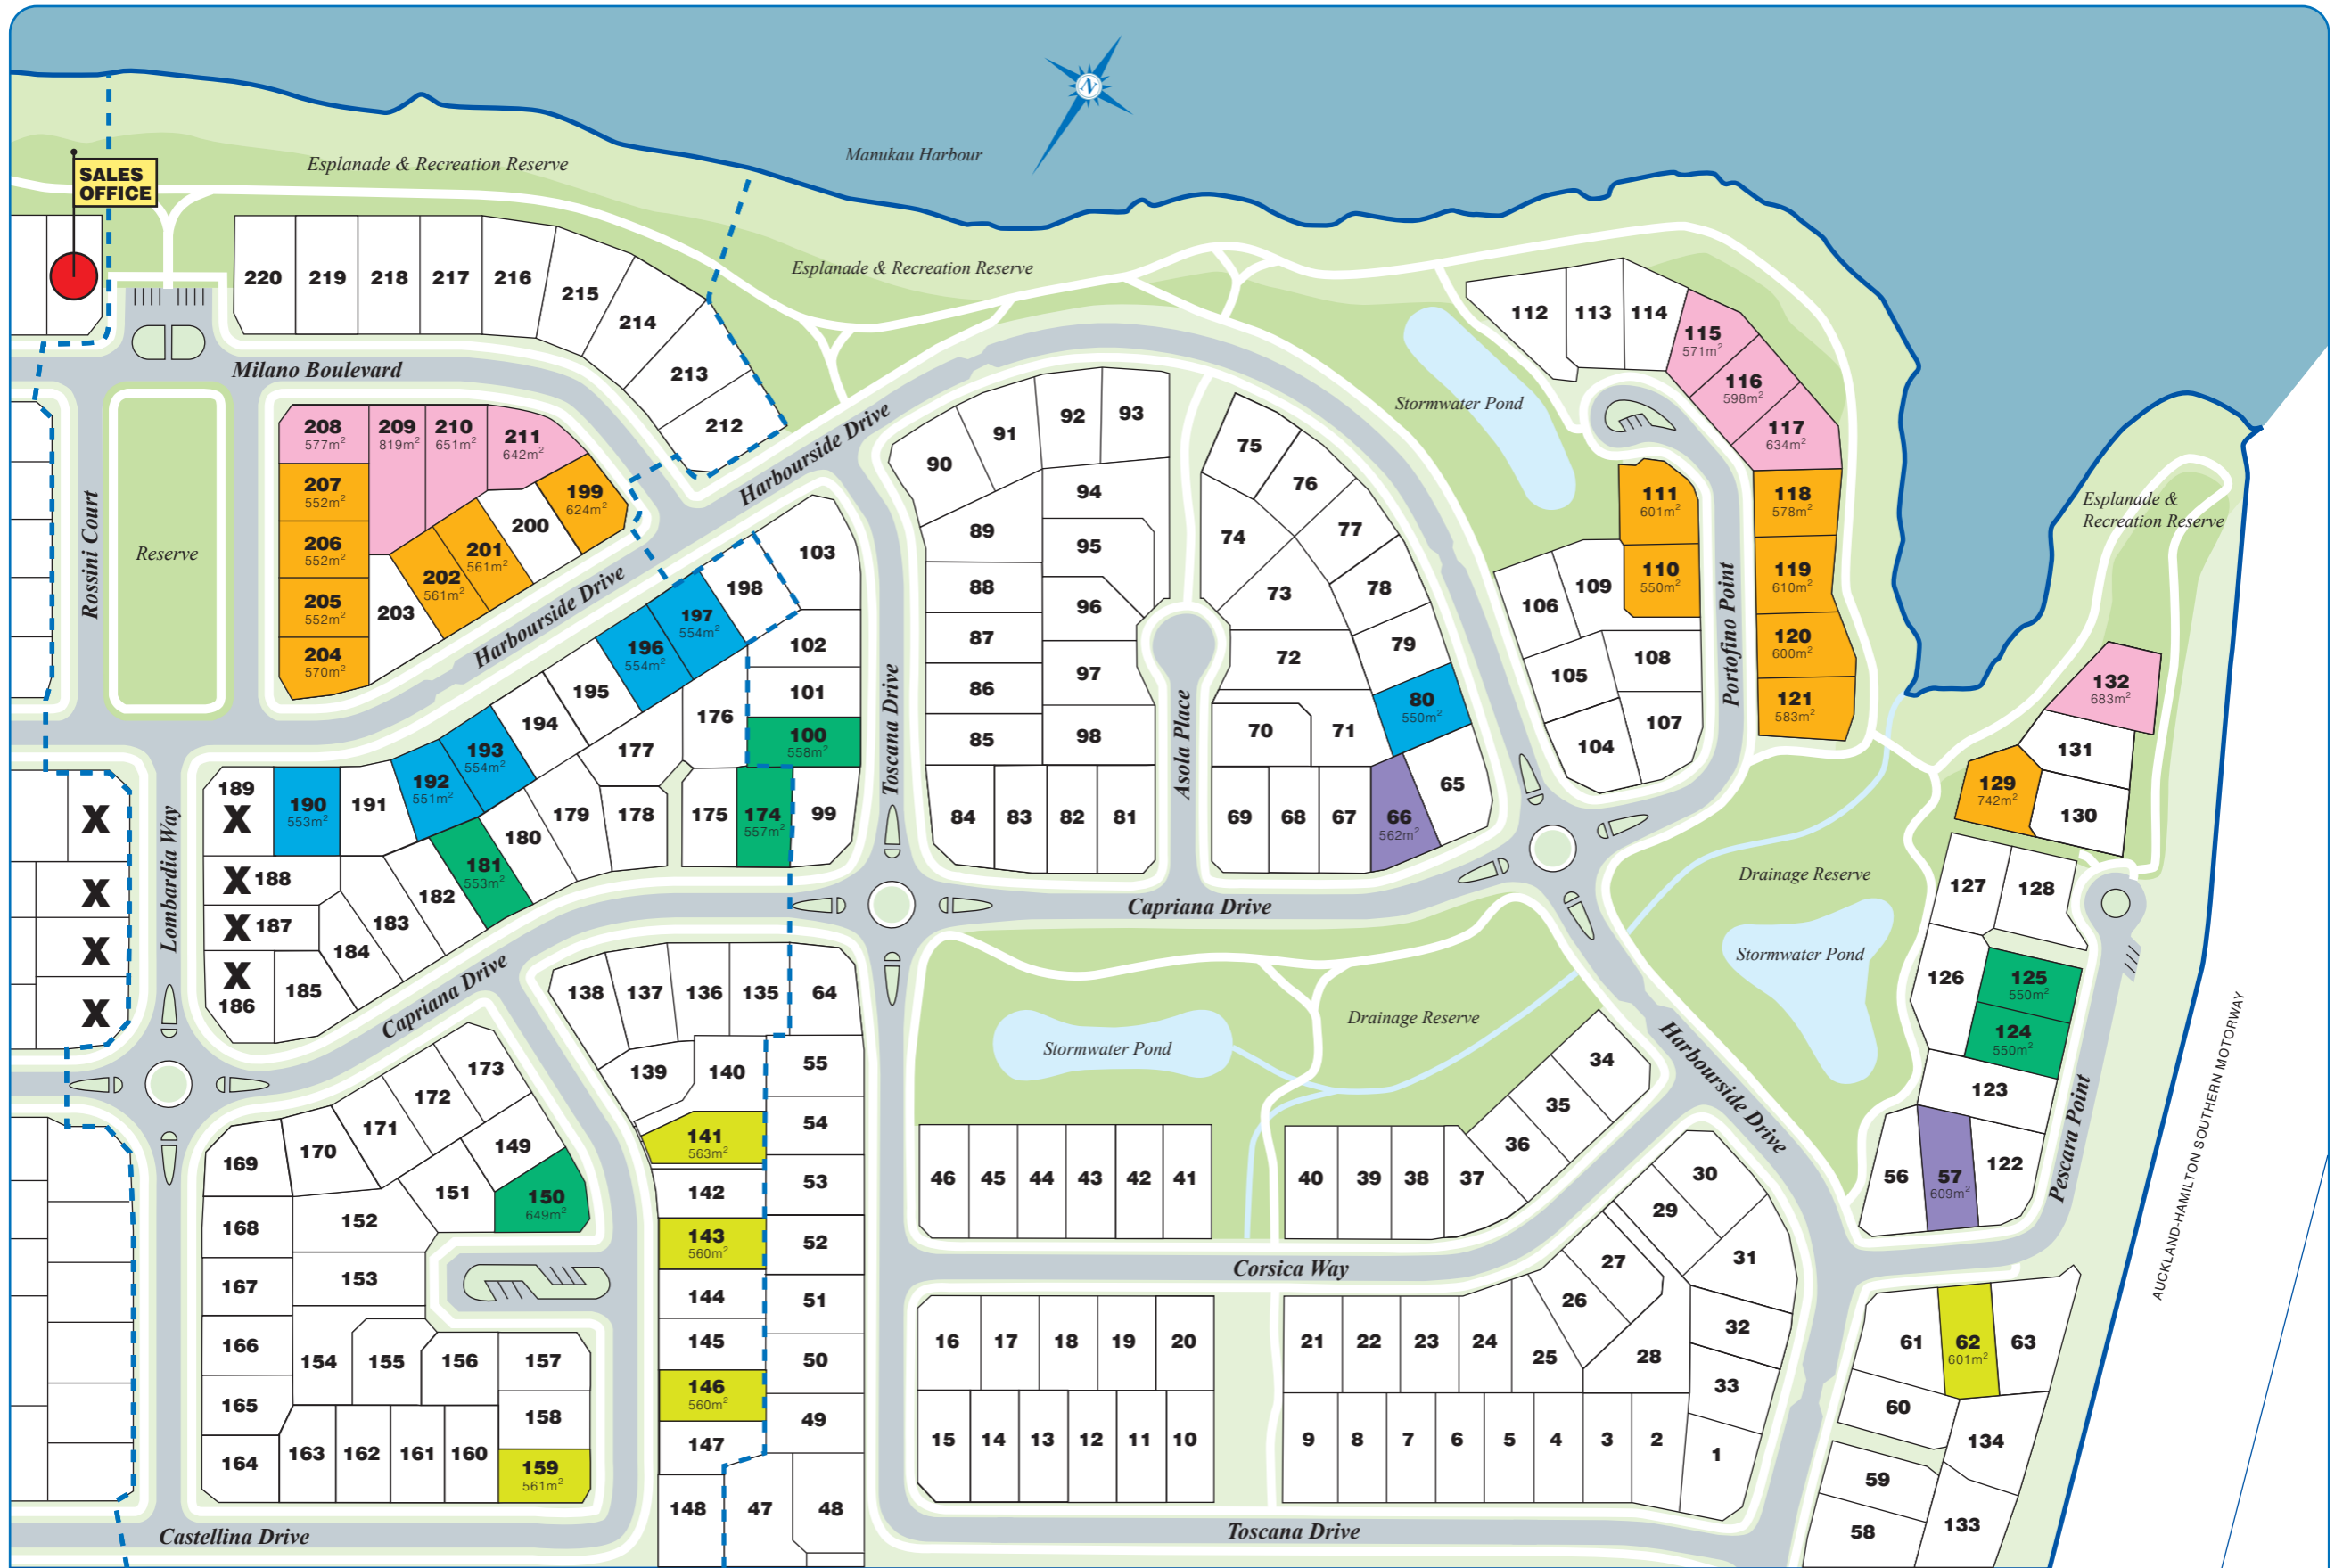 N
Manukau Harbour
Esplanade & Recreation Reserve
SALES
OFFICE
Esplanade & Recreation Reserve
220
219
218
217
216
215
214
213
212
Milano Boulevard
Rossini Court
Reserve
208
577m²
209
819m²
210
651m²
211
642m²
207
552m²
206
552m²
205
552m²
204
570m²
203
202
561m²
201
561m²
200
199
624m²
Harbourside Drive
Harbourside Drive
112
113
114
115
571m²
116
598m²
117
634m²
118
578m²
119
610m²
120
600m²
121
583m²
Stormwater Pond
111
601m²
110
550m²
109
106
105
108
104
107
Portofino Point
90
91
92
93
94
89
95
88
96
87
97
86
85
98
84
83
82
81
Asola Place
75
76
74
77
73
78
72
79
80
550m²
70
71
69
68
67
66
562m²
65
Toscana Drive
103
198
197
554m²
196
554m²
195
194
193
554m²
192
551m²
191
190
553m²
189
X
X 188
X 187
X
186
185
184
183
182
181
553m²
180
179
178
177
176
175
174
557m²
102
101
100
558m²
99
X
X
X
X
Lombardia Way
Capriana Drive
Capriana Drive
Esplanade &
Recreation Reserve
132
683m²
131
129
742m²
130
127
128
126
125
550m²
124
550m²
123
56
57
609m²
122
Pescara Point
AUCKLAND-HAMILTON SOUTHERN MOTORWAY
Drainage Reserve
Stormwater Pond
Drainage Reserve
Stormwater Pond
Harbourside Drive
138
137
136
135
64
139
140
55
141
563m²
54
142
53
143
560m²
52
144
51
145
50
146
560m²
49
147
148
47
48
173
172
171
170
169
149
150
649m²
151
152
168
153
167
166
154
155
156
157
165
158
164
163
162
161
160
159
561m²
Castellina Drive
46
45
44
43
42
41
40
39
38
37
36
35
34
Corsica Way
16
17
18
19
20
15
14
13
12
11
10
21
22
23
24
25
26
27
28
29
30
31
32
33
9
8
7
6
5
4
3
2
1
Toscana Drive
61
62
601m²
63
60
134
59
58
133